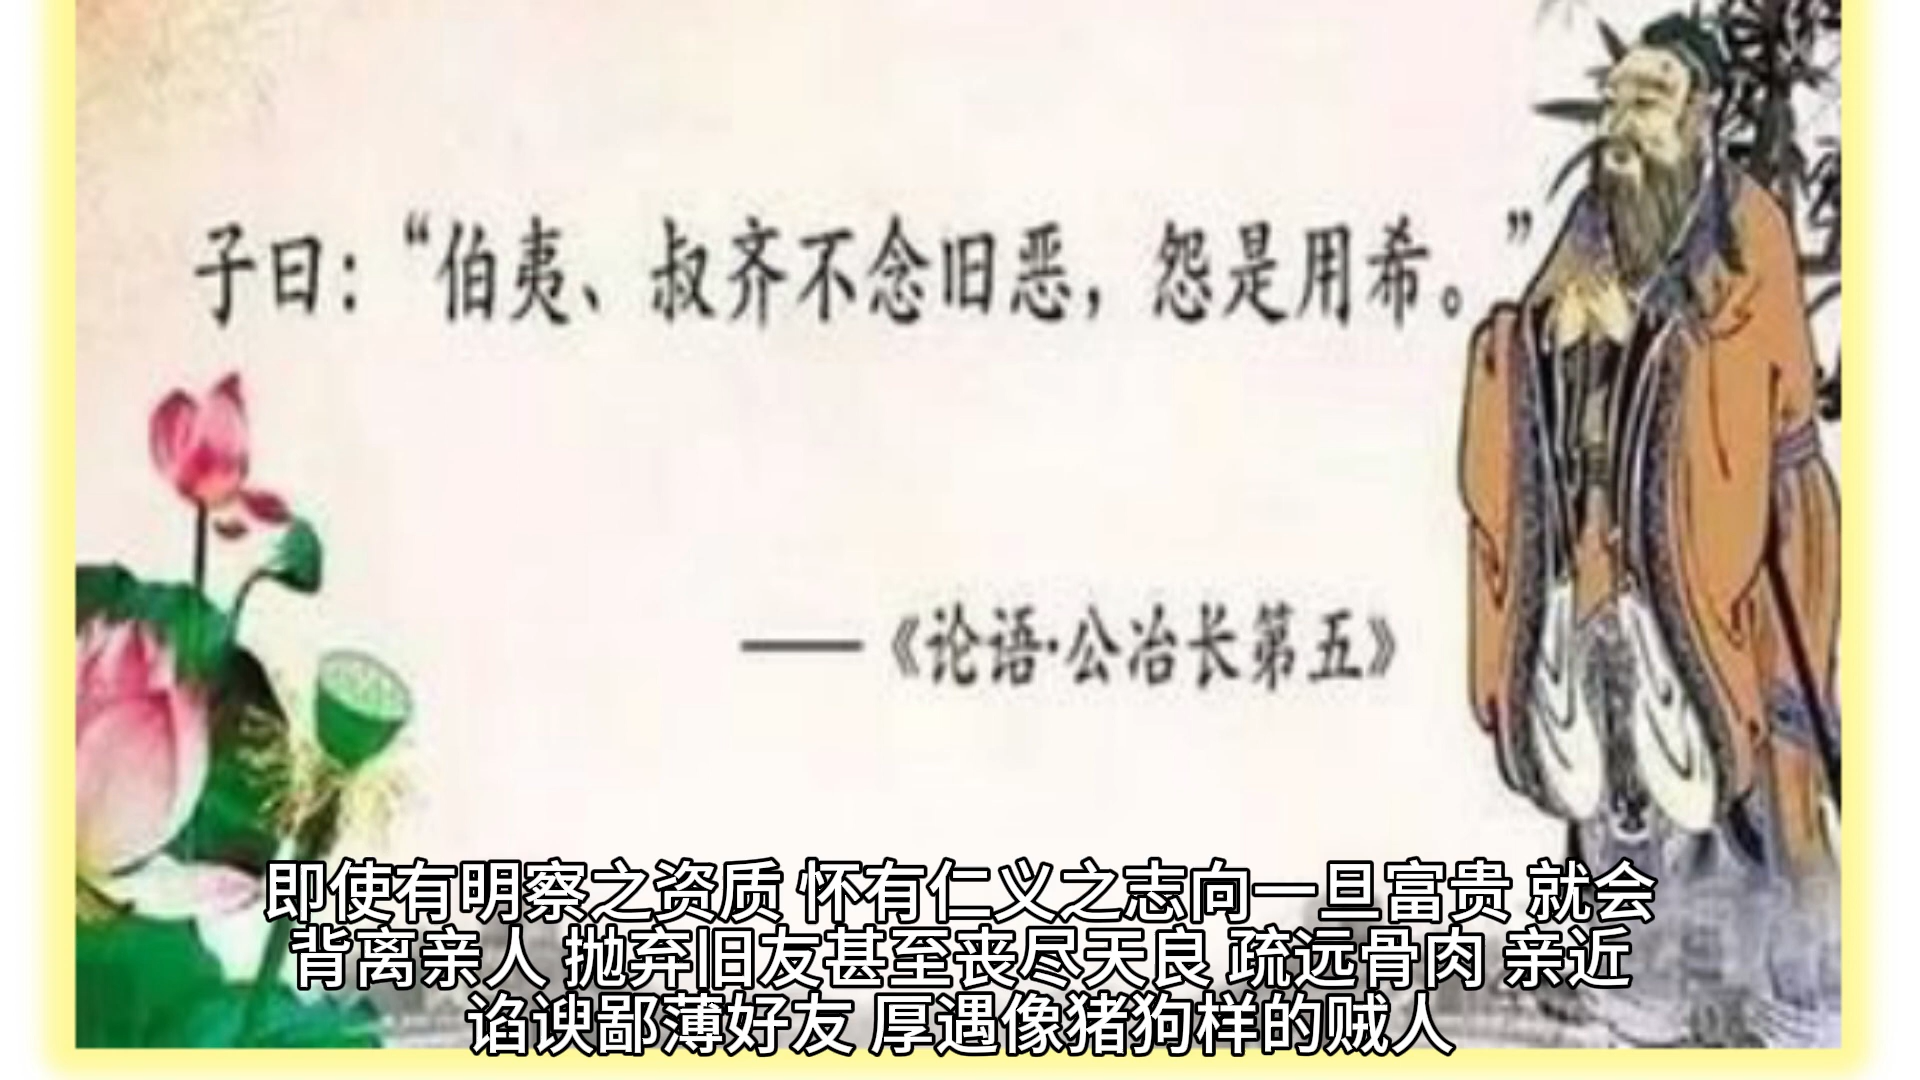 子曰：“伯夷、叔齐不念旧恶，怨是用希。”
——《论语·公冶长第五》
即使有明察之资质 怀有仁义之志向一旦富贵 就会
背离亲人 抛弃旧友甚至丧尽天良 疏远骨肉 亲近
谄谀鄙薄好友 厚遇像猪狗样的贼人